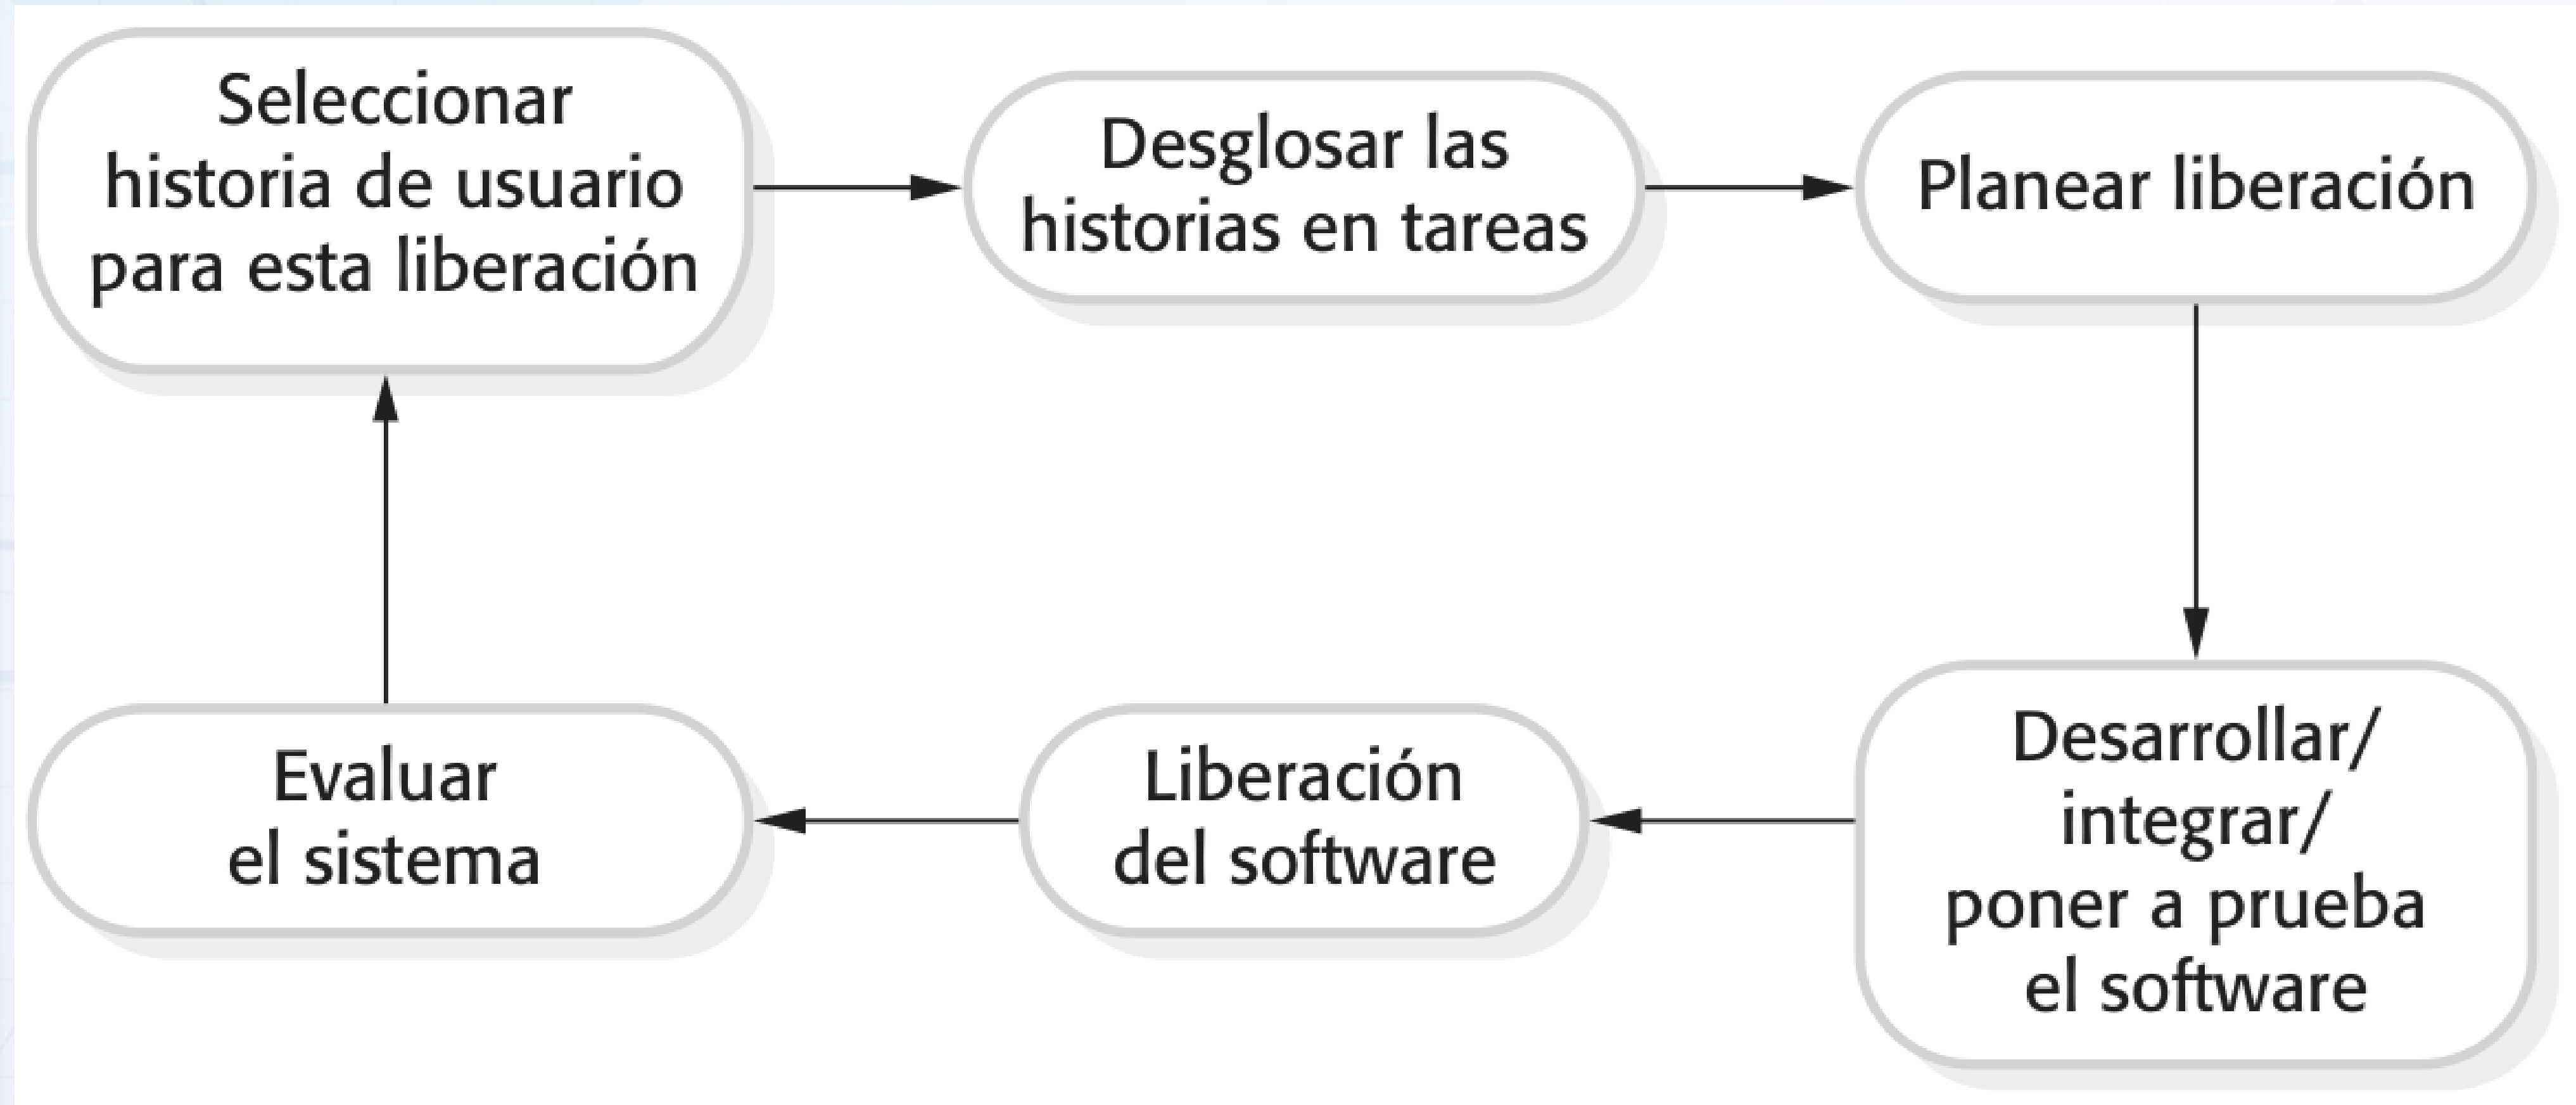 Seleccionar
historia de usuario
para esta liberación
Desglosar las
historias en tareas
Planear liberación
Desarrollar/
integrar/
poner a prueba
el software
Liberación
del software
Evaluar
el sistema